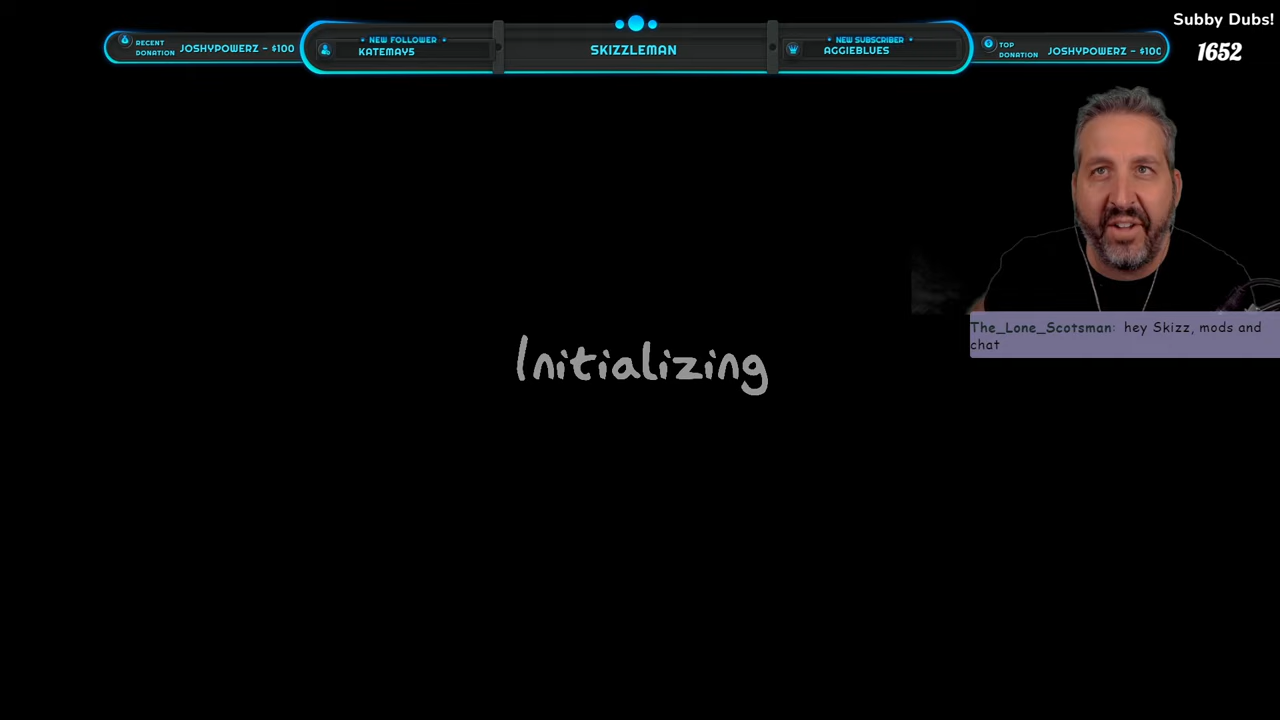 Subby Dubs!
1652
RECENT DONATION JOSHYPOWERZ - $100
NEW FOLLOWER
KATEMAY5
SKIZZLEMAN
NEW SUBSCRIBER
AGGIEBLUES
TOP DONATION JOSHYPOWERZ - $100
The_Lone_Scotsman: hey Skizz, mods and
chat
Initializing